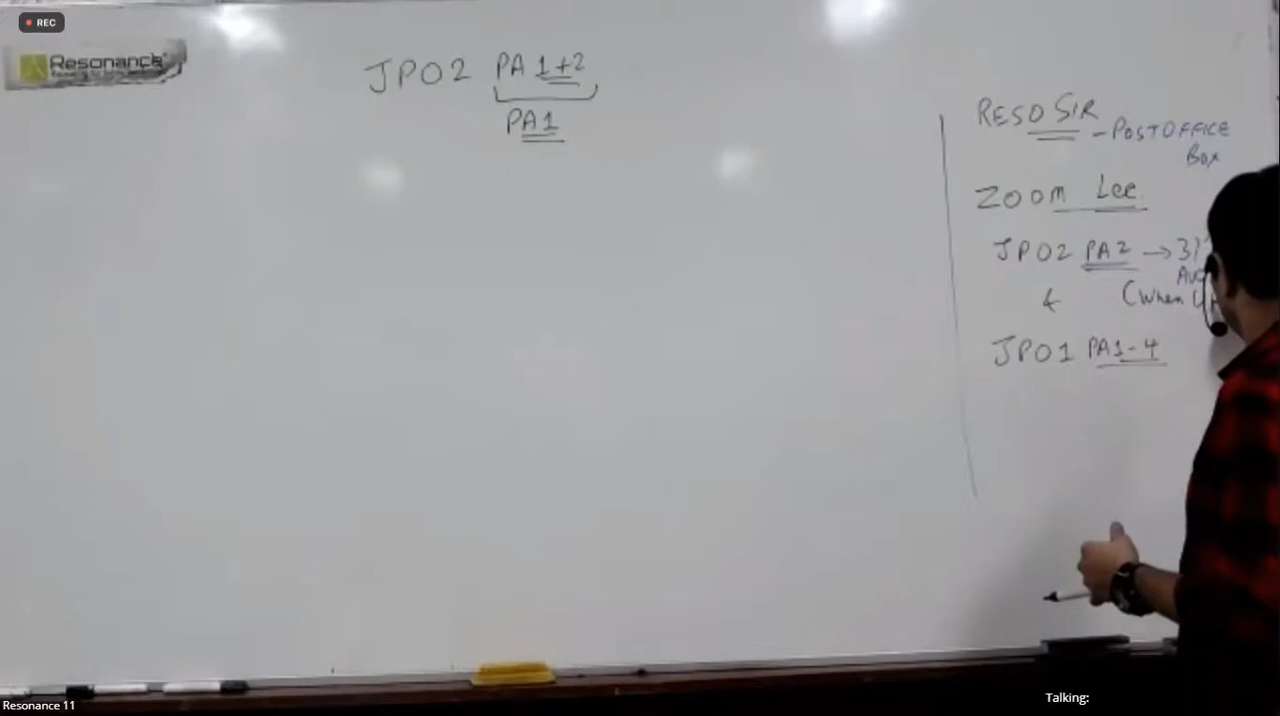 REC
Resonance
JP02 PA 1+2
PA1
RESO SIR
- POSTOFFICE
Box
ZOOM Lec.
JP02 PA2 → 31
&
(When
JP01 PA1-4
Resonance 11
Talking: